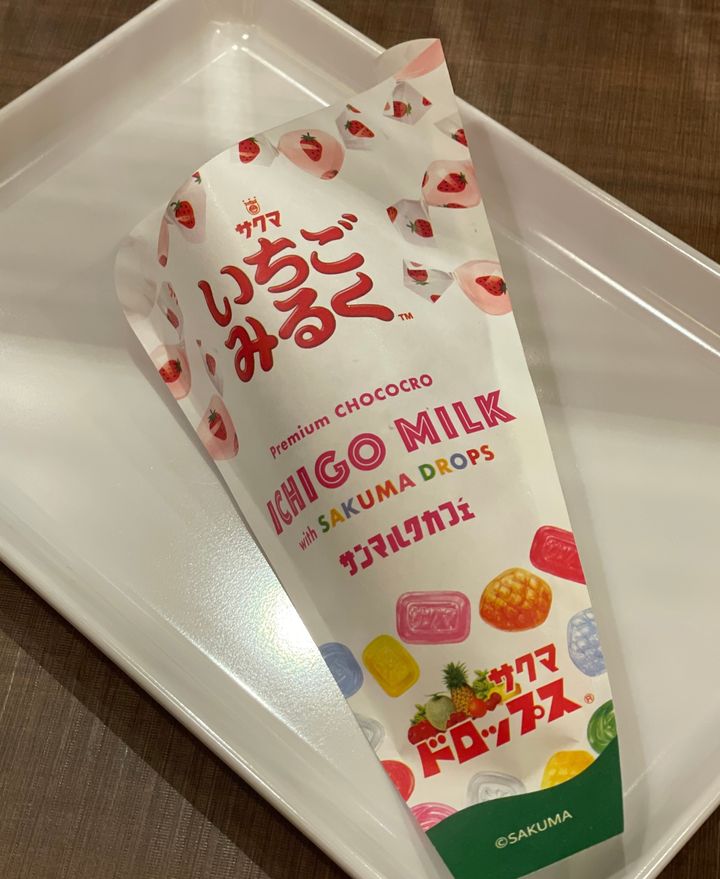 サクマ
いちご
みるく™
Premium CHOCOCRO
ICHIGO MILK
with SAKUMA DROPS
サンマルクカフェ
サクマ
ドロップス®
©SAKUMA